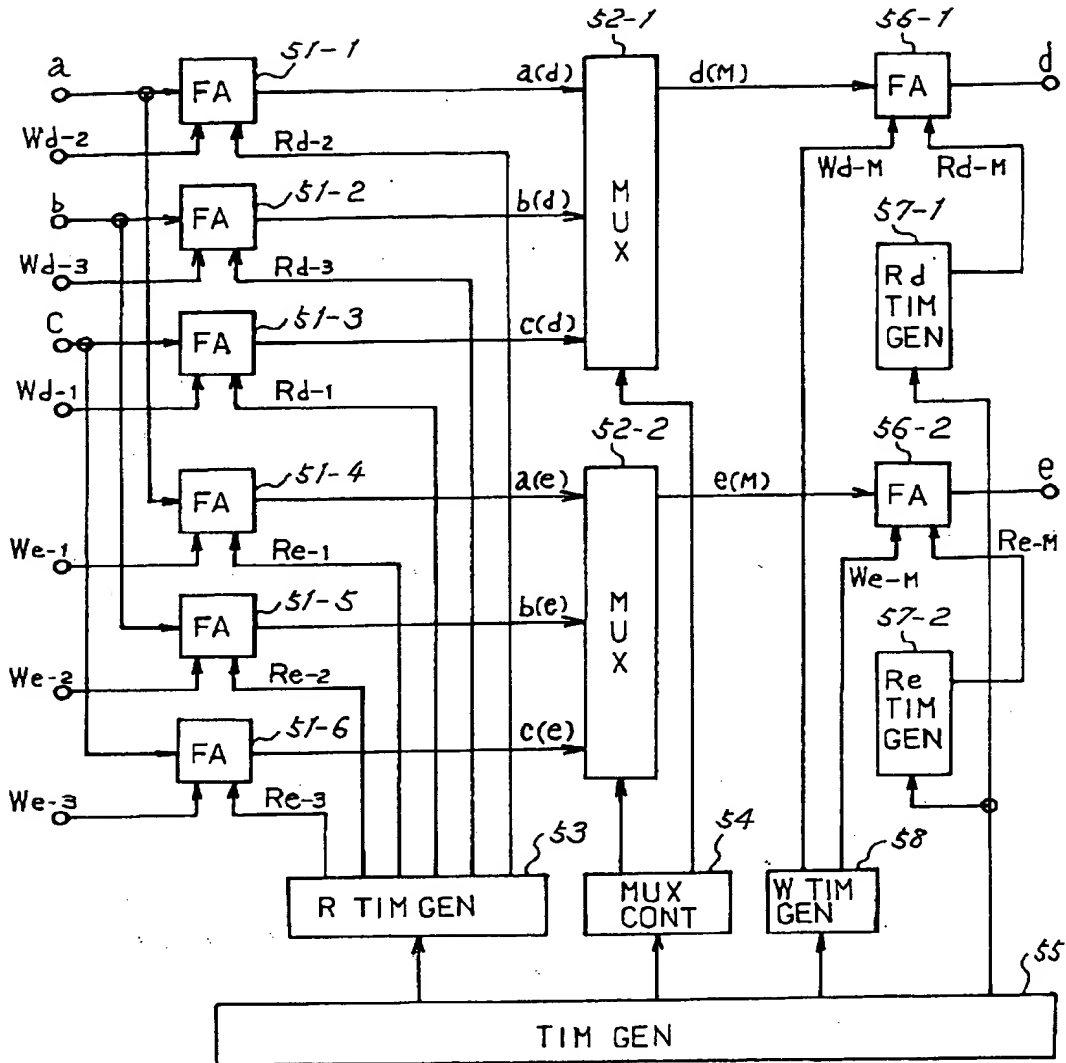 52-1
56-1
a
51-1
FA
a(d)
d(M)
FA
d
Wd-2
Rd-2
Wd-M
Rd-M
b
51-2
FA
b(d)
MUX
57-1
Wd-3
Rd-3
Rd TIM GEN
C
51-3
FA
c(d)
Wd-1
Rd-1
52-2
56-2
51-4
FA
a(e)
e(M)
FA
e
We-1
Re-1
We-M
Re-M
51-5
FA
b(e)
MUX
57-2
We-2
Re-2
Re TIM GEN
51-6
FA
c(e)
We-3
Re-3
53
54
58
R TIM GEN
MUX CONT
W TIM GEN
55
TIM GEN